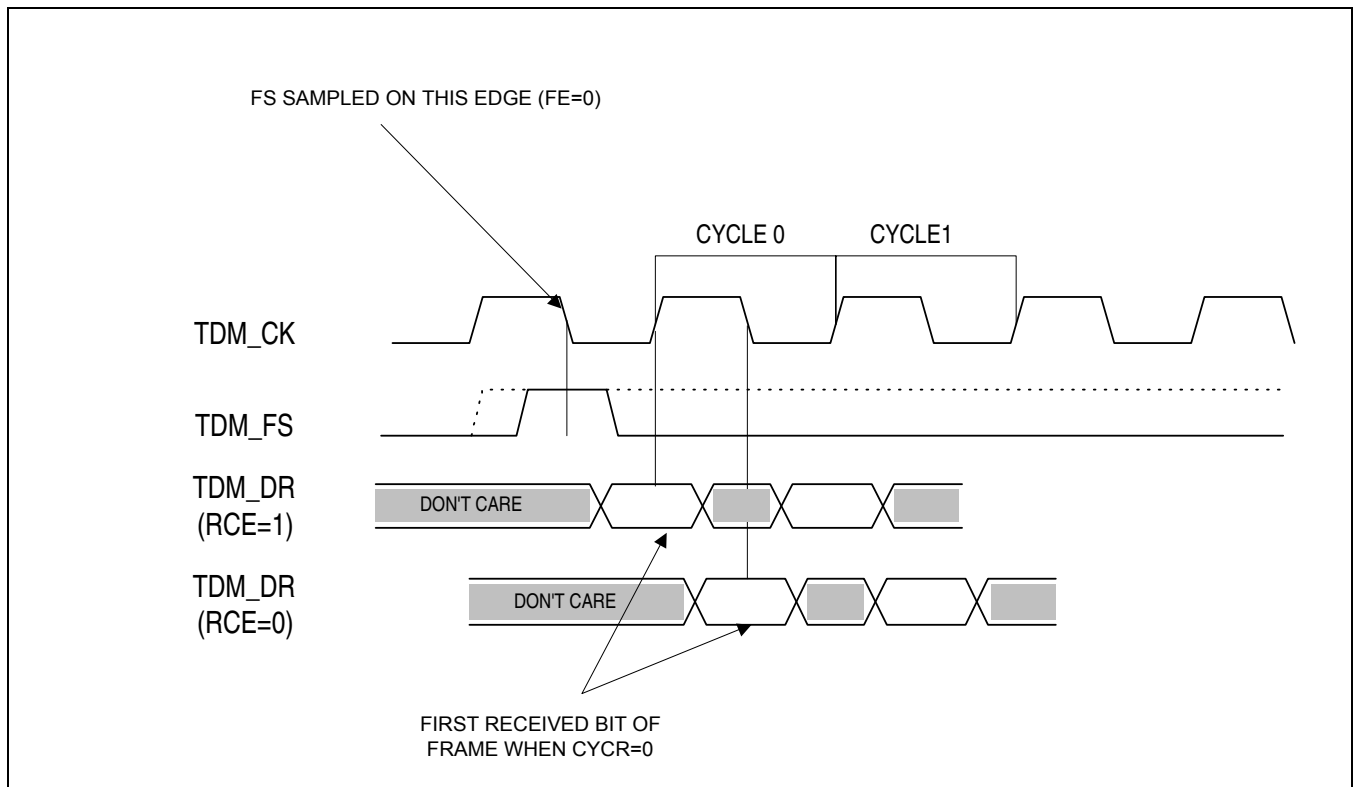 FS SAMPLED ON THIS EDGE (FE=0)
CYCLE 0
CYCLE1
TDM_CK
TDM_FS
TDM_DR
(RCE=1)
DON'T CARE
TDM_DR
(RCE=0)
DON'T CARE
FIRST RECEIVED BIT OF
FRAME WHEN CYCR=0